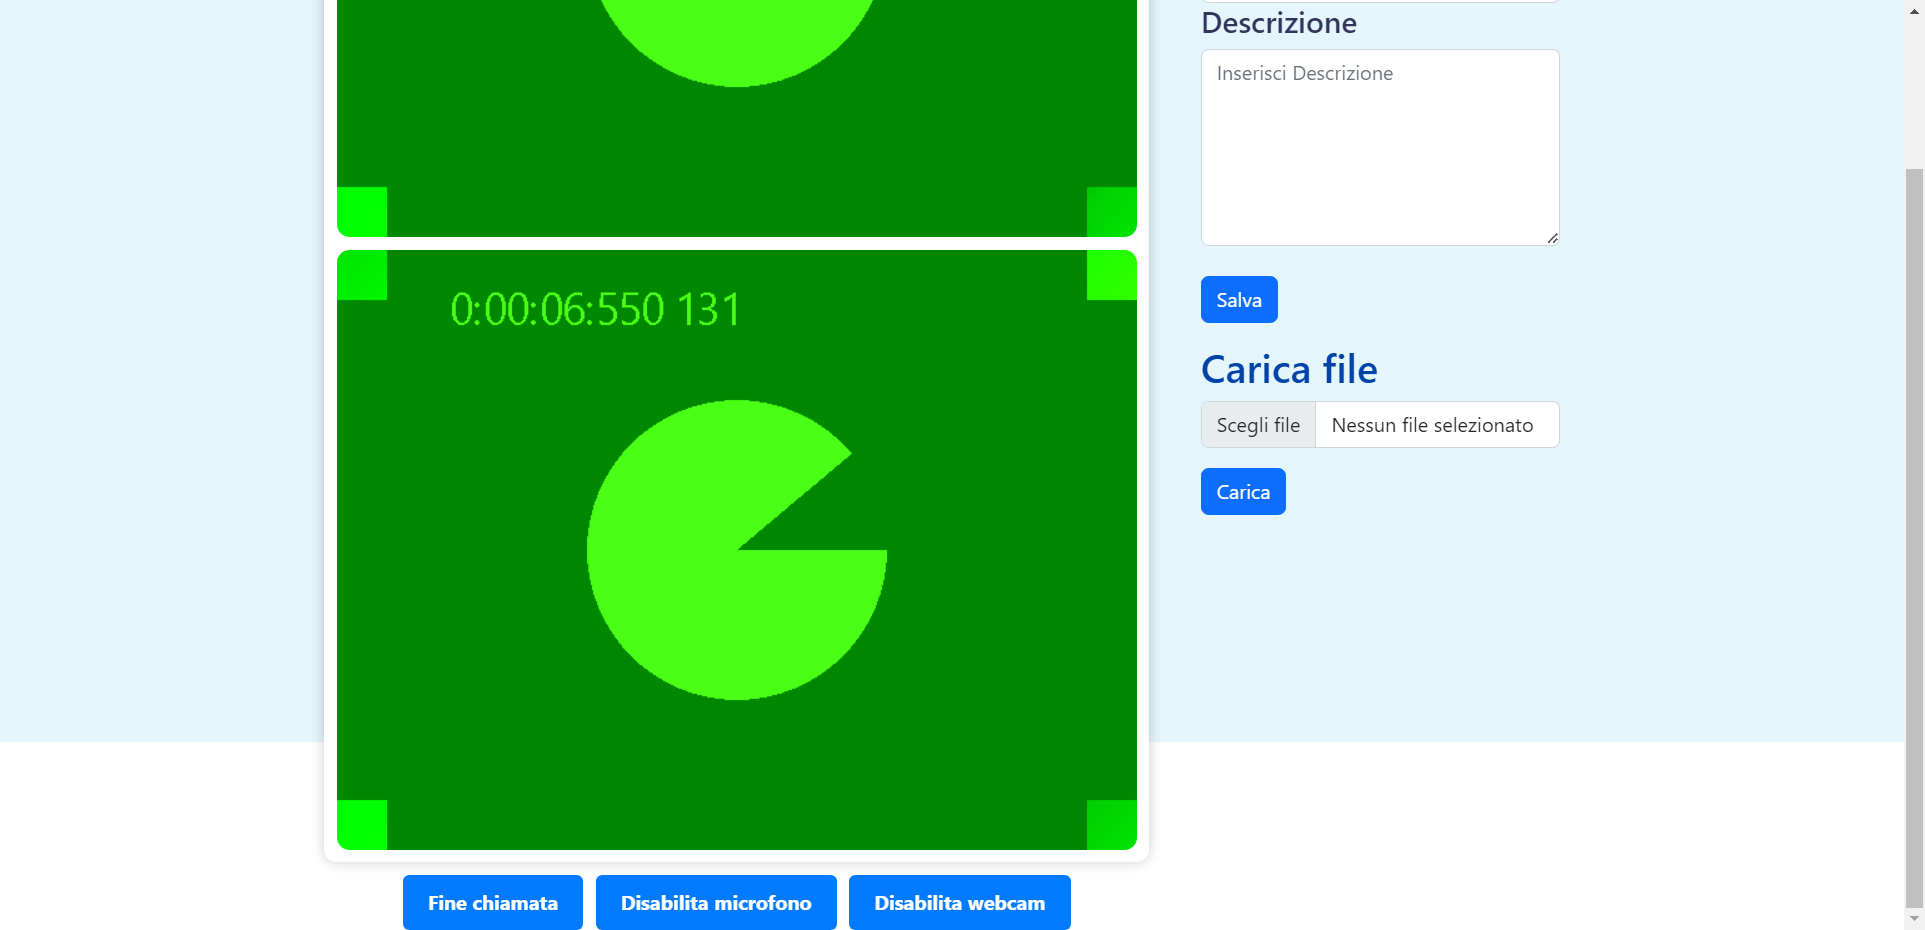 0:00:06:550 131
Fine chiamata
Disabilita microfono
Disabilita webcam
Descrizione
Inserisci Descrizione
Salva
Carica file
Scegli file
Nessun file selezionato
Carica